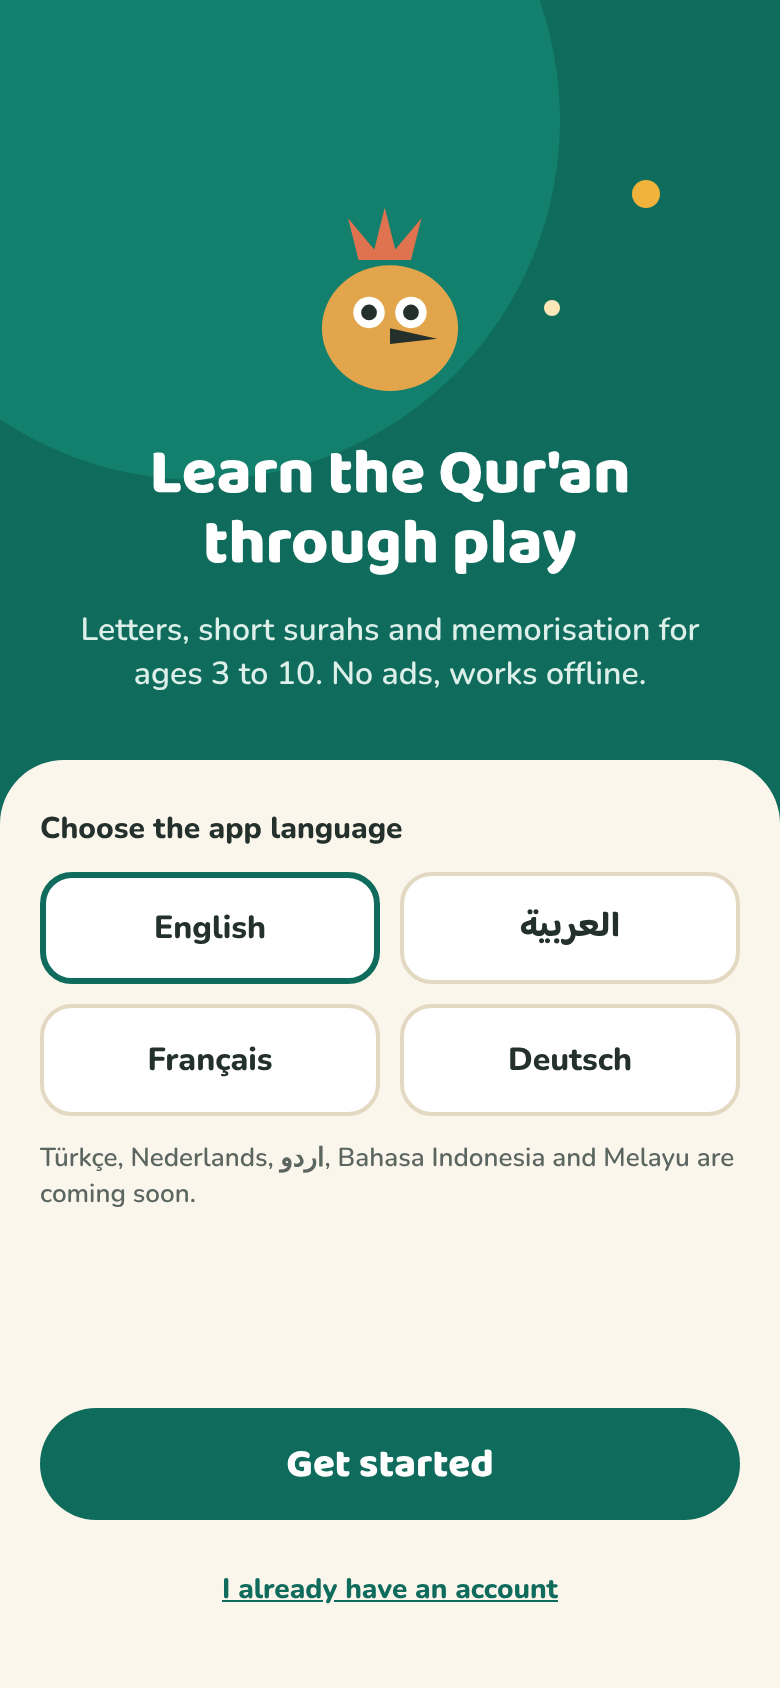 Learn the Qur'an
through play
Letters, short surahs and memorisation for
ages 3 to 10. No ads, works offline.
Choose the app language
English
العربية
Français
Deutsch
Türkçe, Nederlands, اردو, Bahasa Indonesia and Melayu are
coming soon.
Get started
I already have an account